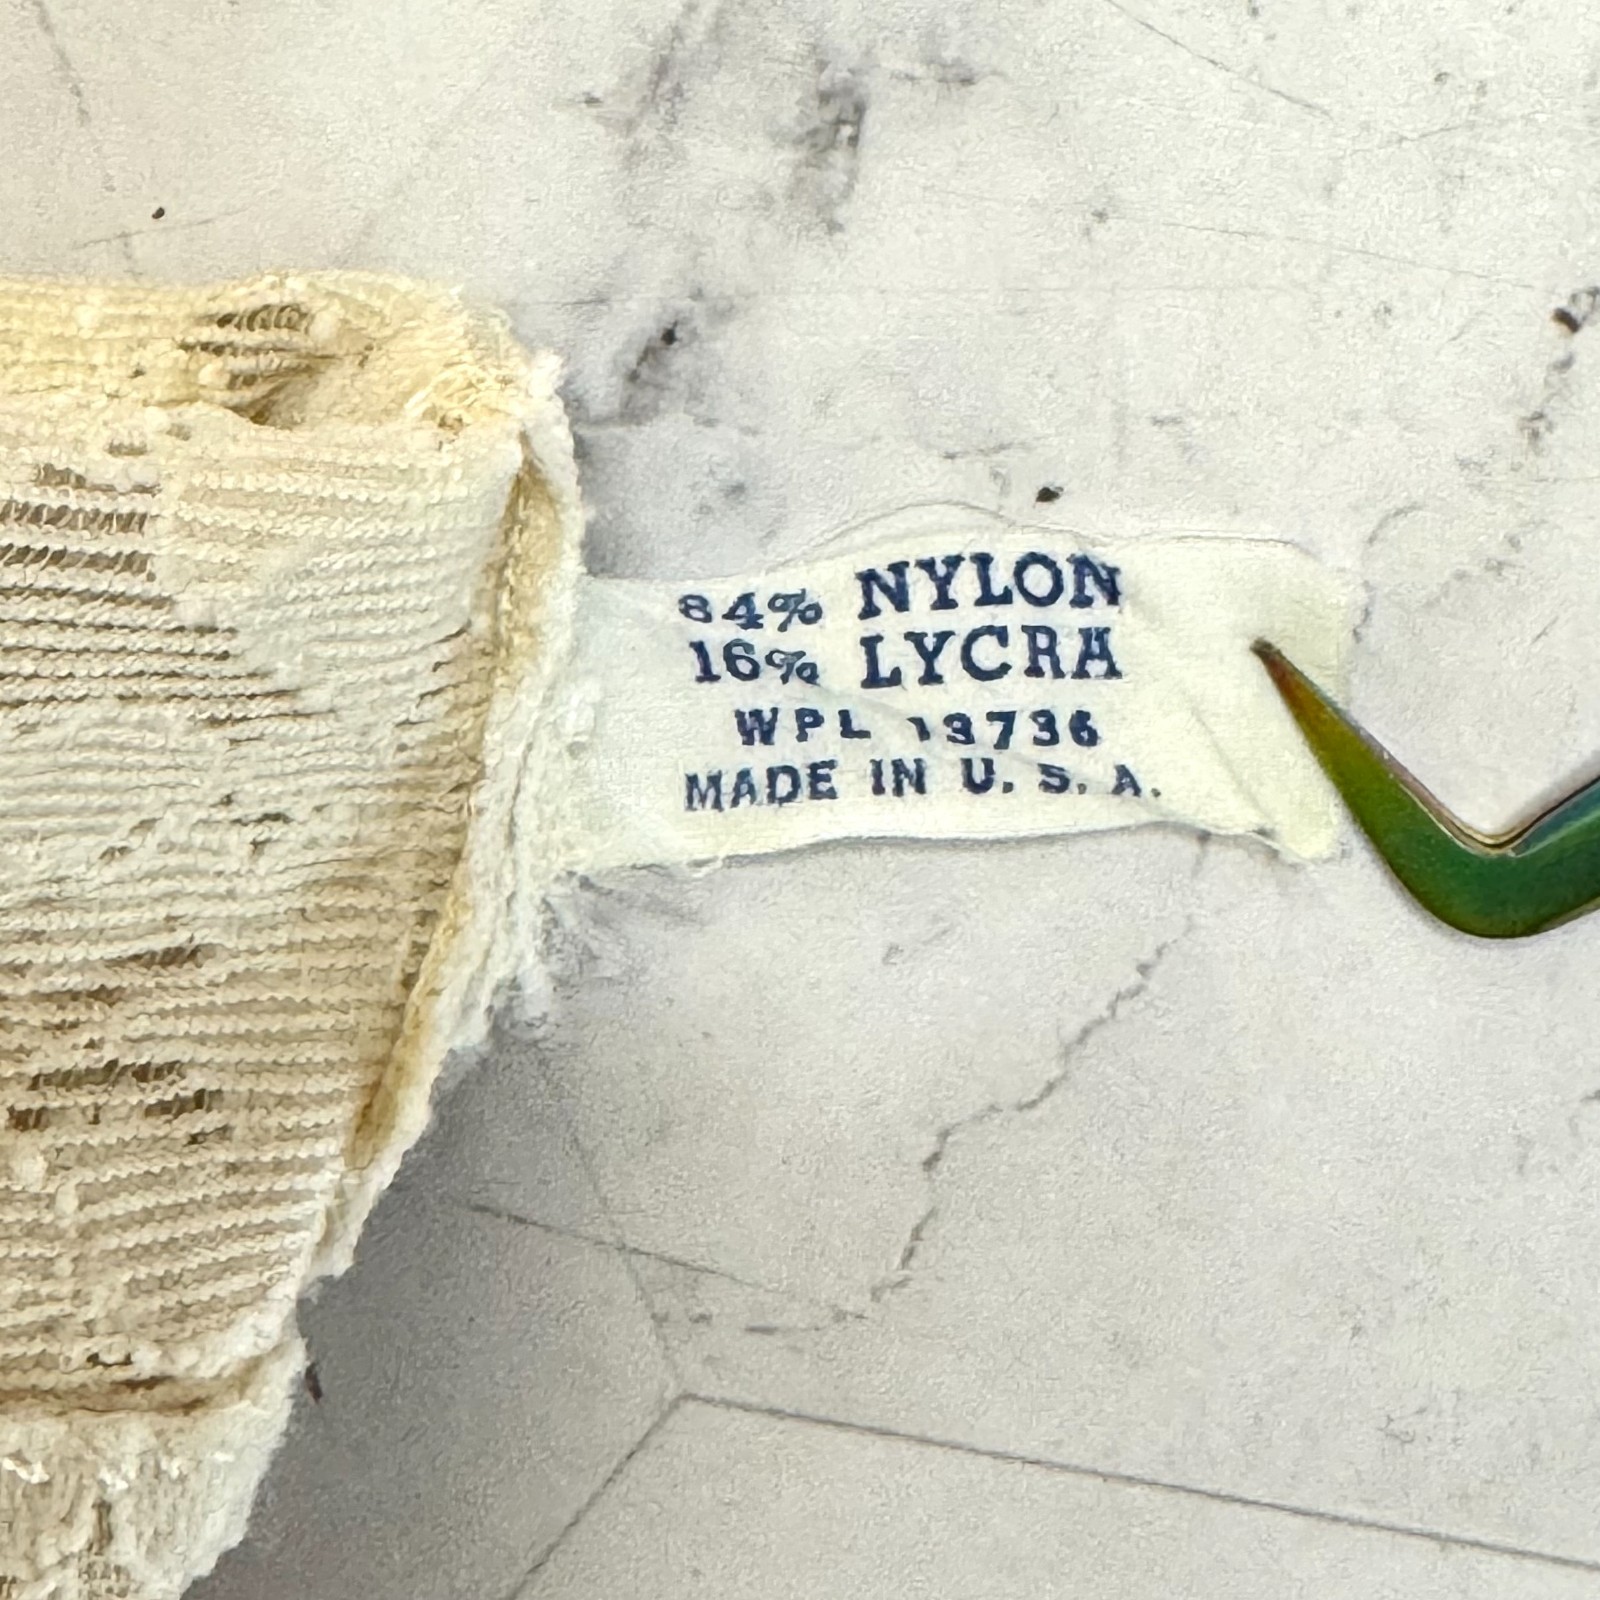 84% NYLON
16% LYCRA
WPL 13736
MADE IN U. S. A.